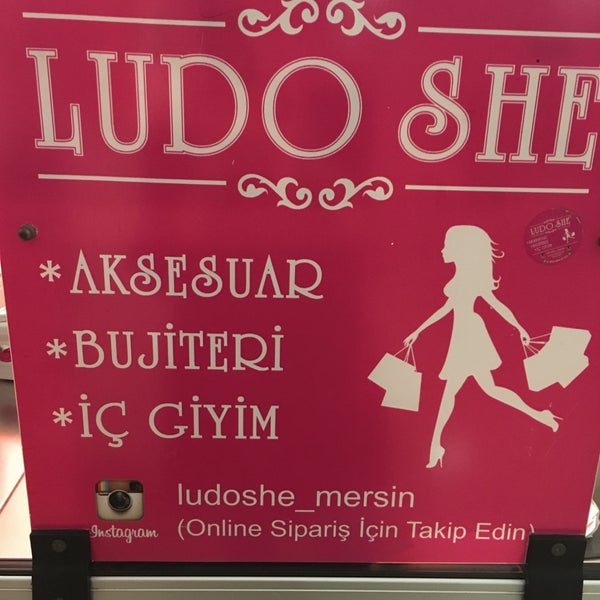 LUDO SHE
*AKSESUAR
*BUJİTERİ
*İÇ GİYİM
LUDO SHE
Instagram
ludoshe_mersin
(Online Sipariş İçin Takip Edin)